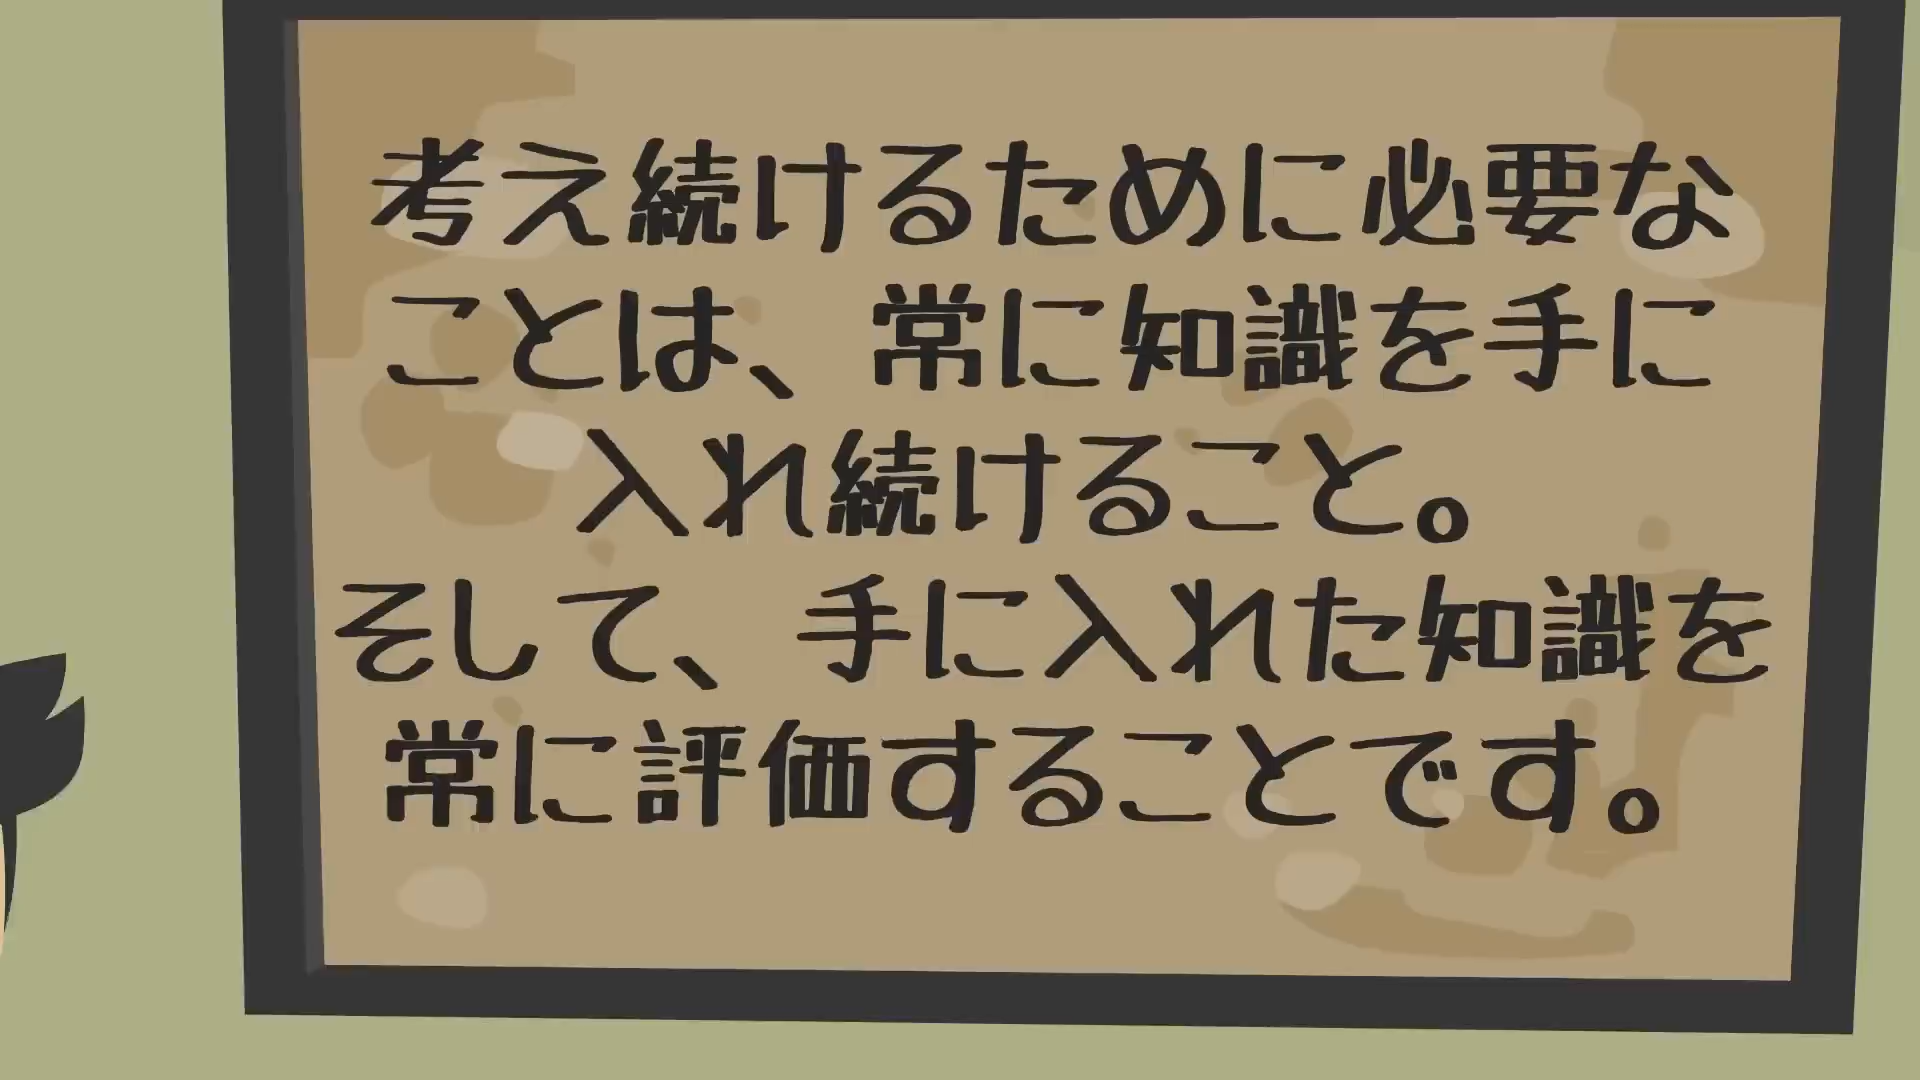 考え続けるために必要な
ことは、常に知識を手に
入れ続けること。
そして、手に入れた知識を
常に評価することです。